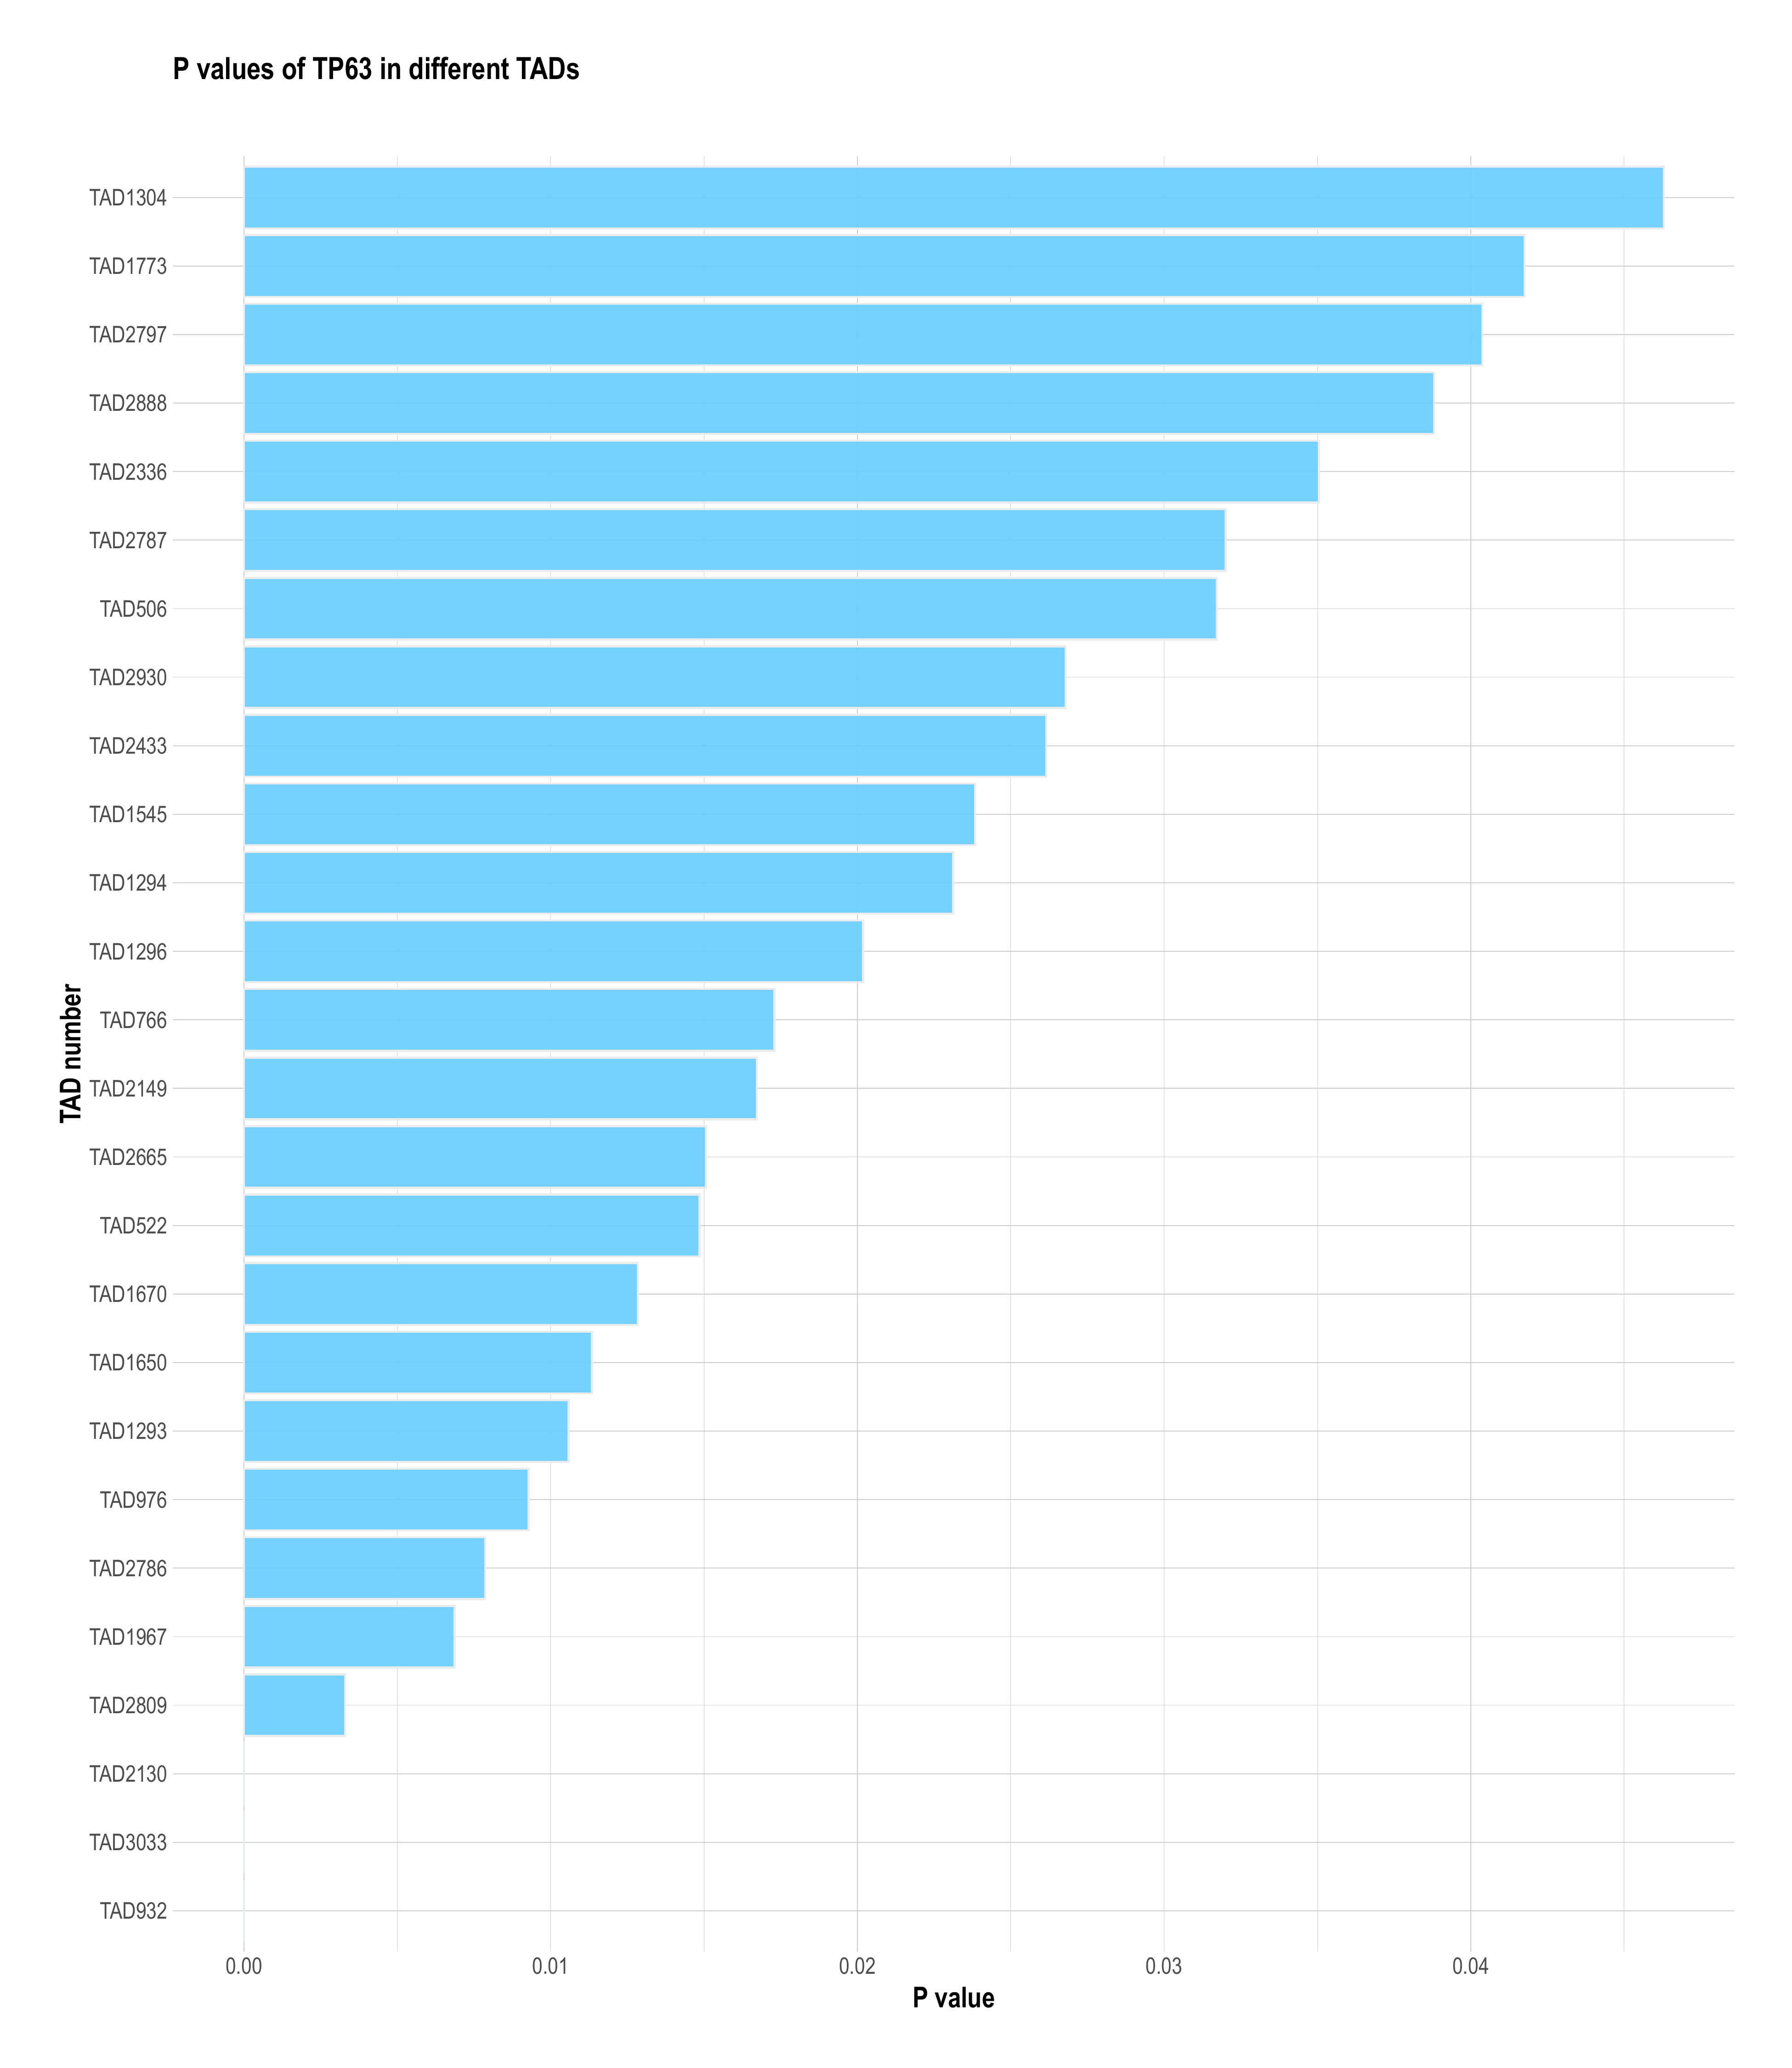 P values of TP63 in different TADs
TAD1304
TAD1773
TAD2797
TAD2888
TAD2336
TAD2787
TAD506
TAD2930
TAD2433
TAD1545
TAD1294
TAD1296
TAD766
TAD2149
TAD2665
TAD522
TAD1670
TAD1650
TAD1293
TAD976
TAD2786
TAD1967
TAD2809
TAD2130
TAD3033
TAD932
TAD number
0.00 0.01 0.02 0.03 0.04
P value